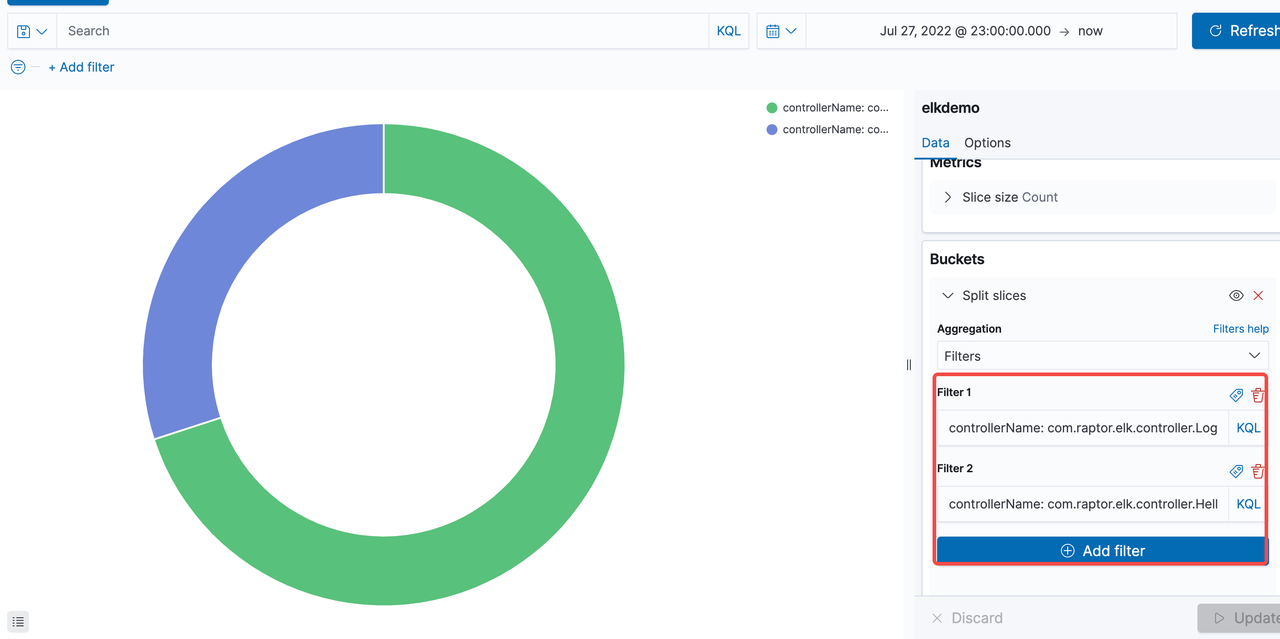 Search
KQL
Jul 27, 2022 @ 23:00:00.000 → now
Refresh
+ Add filter
controllerName: co...
controllerName: co...
elkdemo
Data Options
Metrics
Slice size Count
Buckets
Split slices
Aggregation
Filters help
Filters
Filter 1
controllerName: com.raptor.elk.controller.Log
KQL
Filter 2
controllerName: com.raptor.elk.controller.Hell
KQL
Add filter
Discard
Update